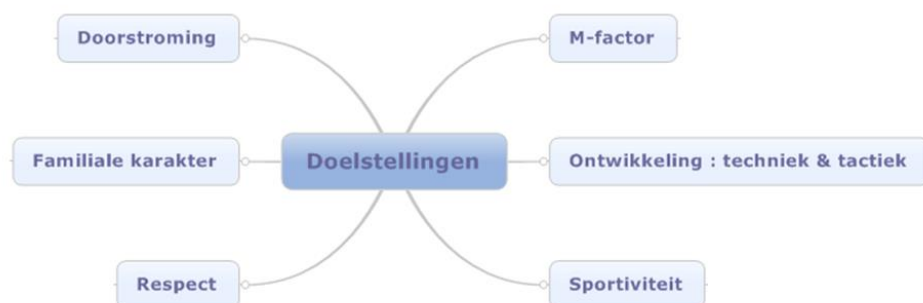 Doorstroming
M-factor
Familiale karakter
Doelstellingen
Ontwikkeling : techniek & tactiek
Respect
Sportiviteit